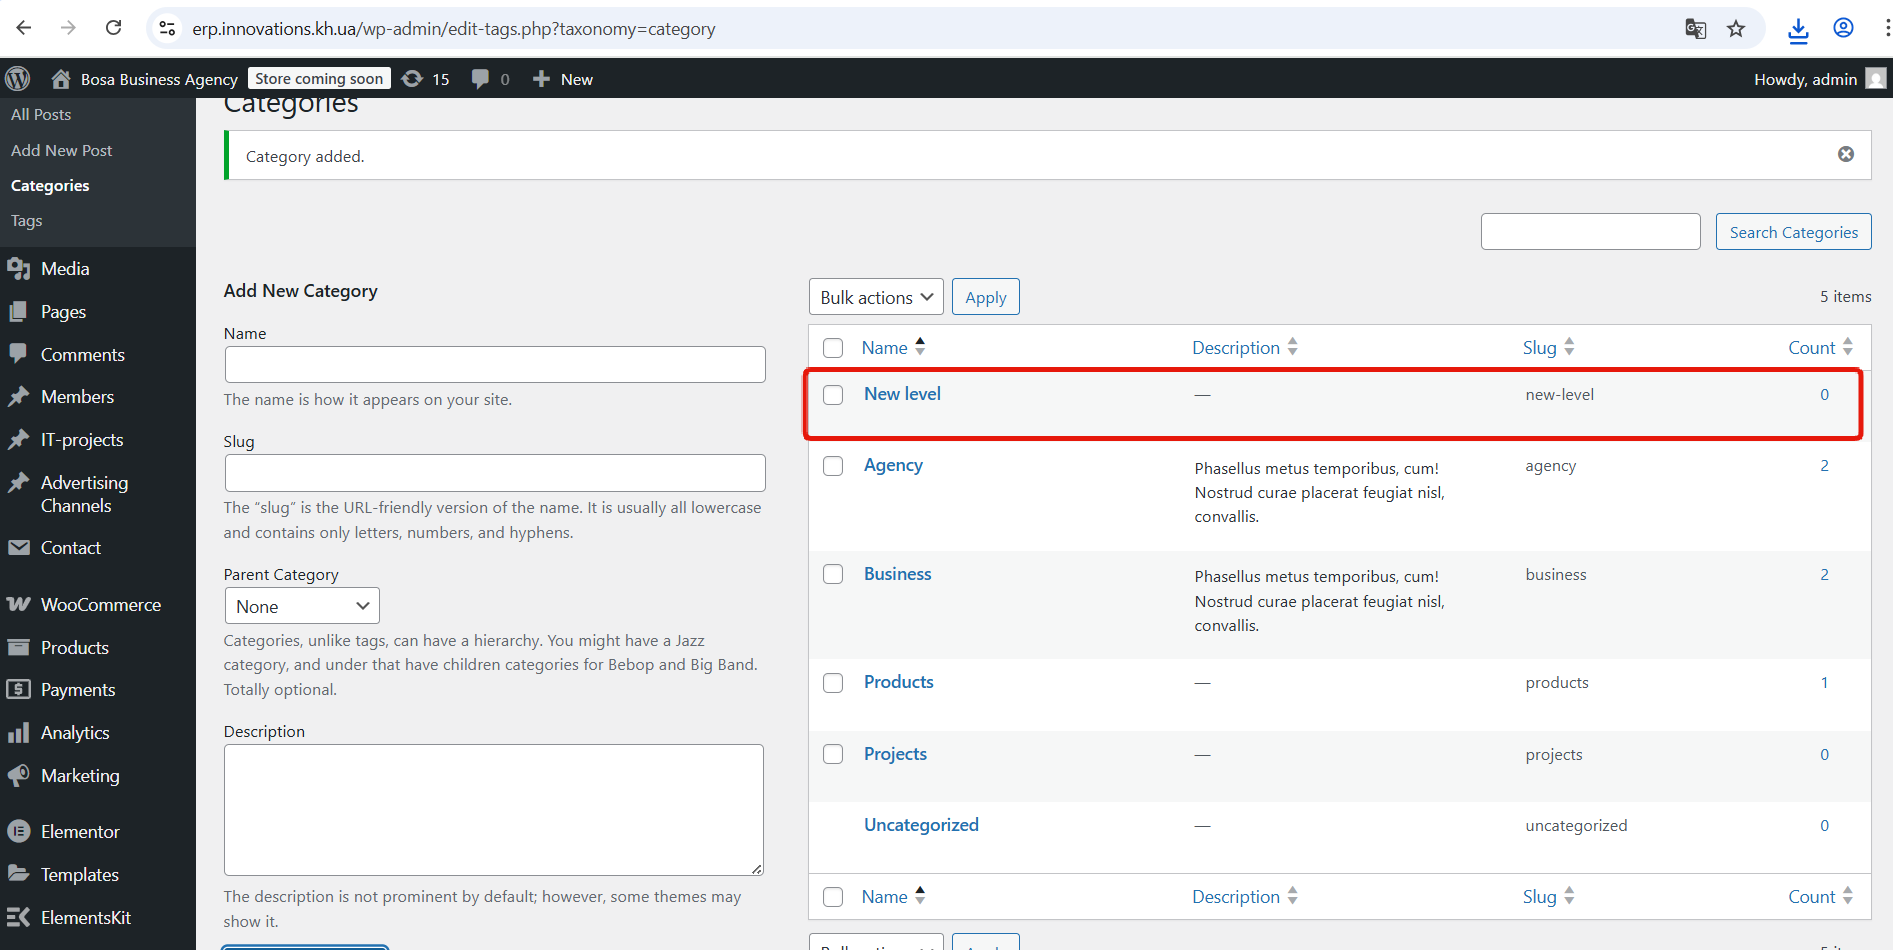 erp.innovations.kh.ua/wp-admin/edit-tags.php?taxonomy=category
Bosa Business Agency Store coming soon 15 0 New Howdy, admin
All Posts
Add New Post
Categories
Tags
Media
Pages
Comments
Members
IT-projects
Advertising
Channels
Contact
WooCommerce
Products
Payments
Analytics
Marketing
Elementor
Templates
ElementsKit
Categories
Category added.
Search Categories
Add New Category
Name
The name is how it appears on your site.
Slug
The “slug” is the URL-friendly version of the name. It is usually all lowercase
and contains only letters, numbers, and hyphens.
Parent Category
None
Categories, unlike tags, can have a hierarchy. You might have a Jazz
category, and under that have children categories for Bebop and Big Band.
Totally optional.
Description
The description is not prominent by default; however, some themes may
show it.
Bulk actions Apply 5 items
Name Description Slug Count
New level — new-level 0
Agency Phasellus metus temporibus, cum! agency 2
Nostrud curae placerat feugiat nisl,
convallis.
Business Phasellus metus temporibus, cum! business 2
Nostrud curae placerat feugiat nisl,
convallis.
Products — products 1
Projects — projects 0
Uncategorized — uncategorized 0
Name Description Slug Count